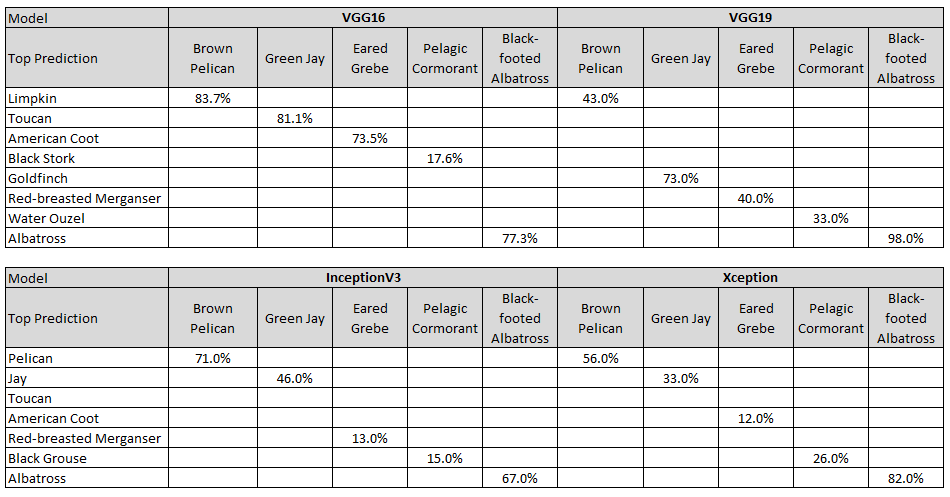 Model VGG16 VGG19
Top Prediction Brown Pelican Green Jay Eared Grebe Pelagic Cormorant Black-footed Albatross Brown Pelican Green Jay Eared Grebe Pelagic Cormorant Black-footed Albatross
Limpkin 83.7% 43.0%
Toucan 81.1%
American Coot 73.5%
Black Stork 17.6%
Goldfinch 73.0%
Red-breasted Merganser 40.0%
Water Ouzel 33.0%
Albatross 77.3% 98.0%
Model InceptionV3 Xception
Top Prediction Brown Pelican Green Jay Eared Grebe Pelagic Cormorant Black-footed Albatross Brown Pelican Green Jay Eared Grebe Pelagic Cormorant Black-footed Albatross
Pelican 71.0% 56.0%
Jay 46.0% 33.0%
Toucan
American Coot 12.0%
Red-breasted Merganser 13.0%
Black Grouse 15.0% 26.0%
Albatross 67.0% 82.0%